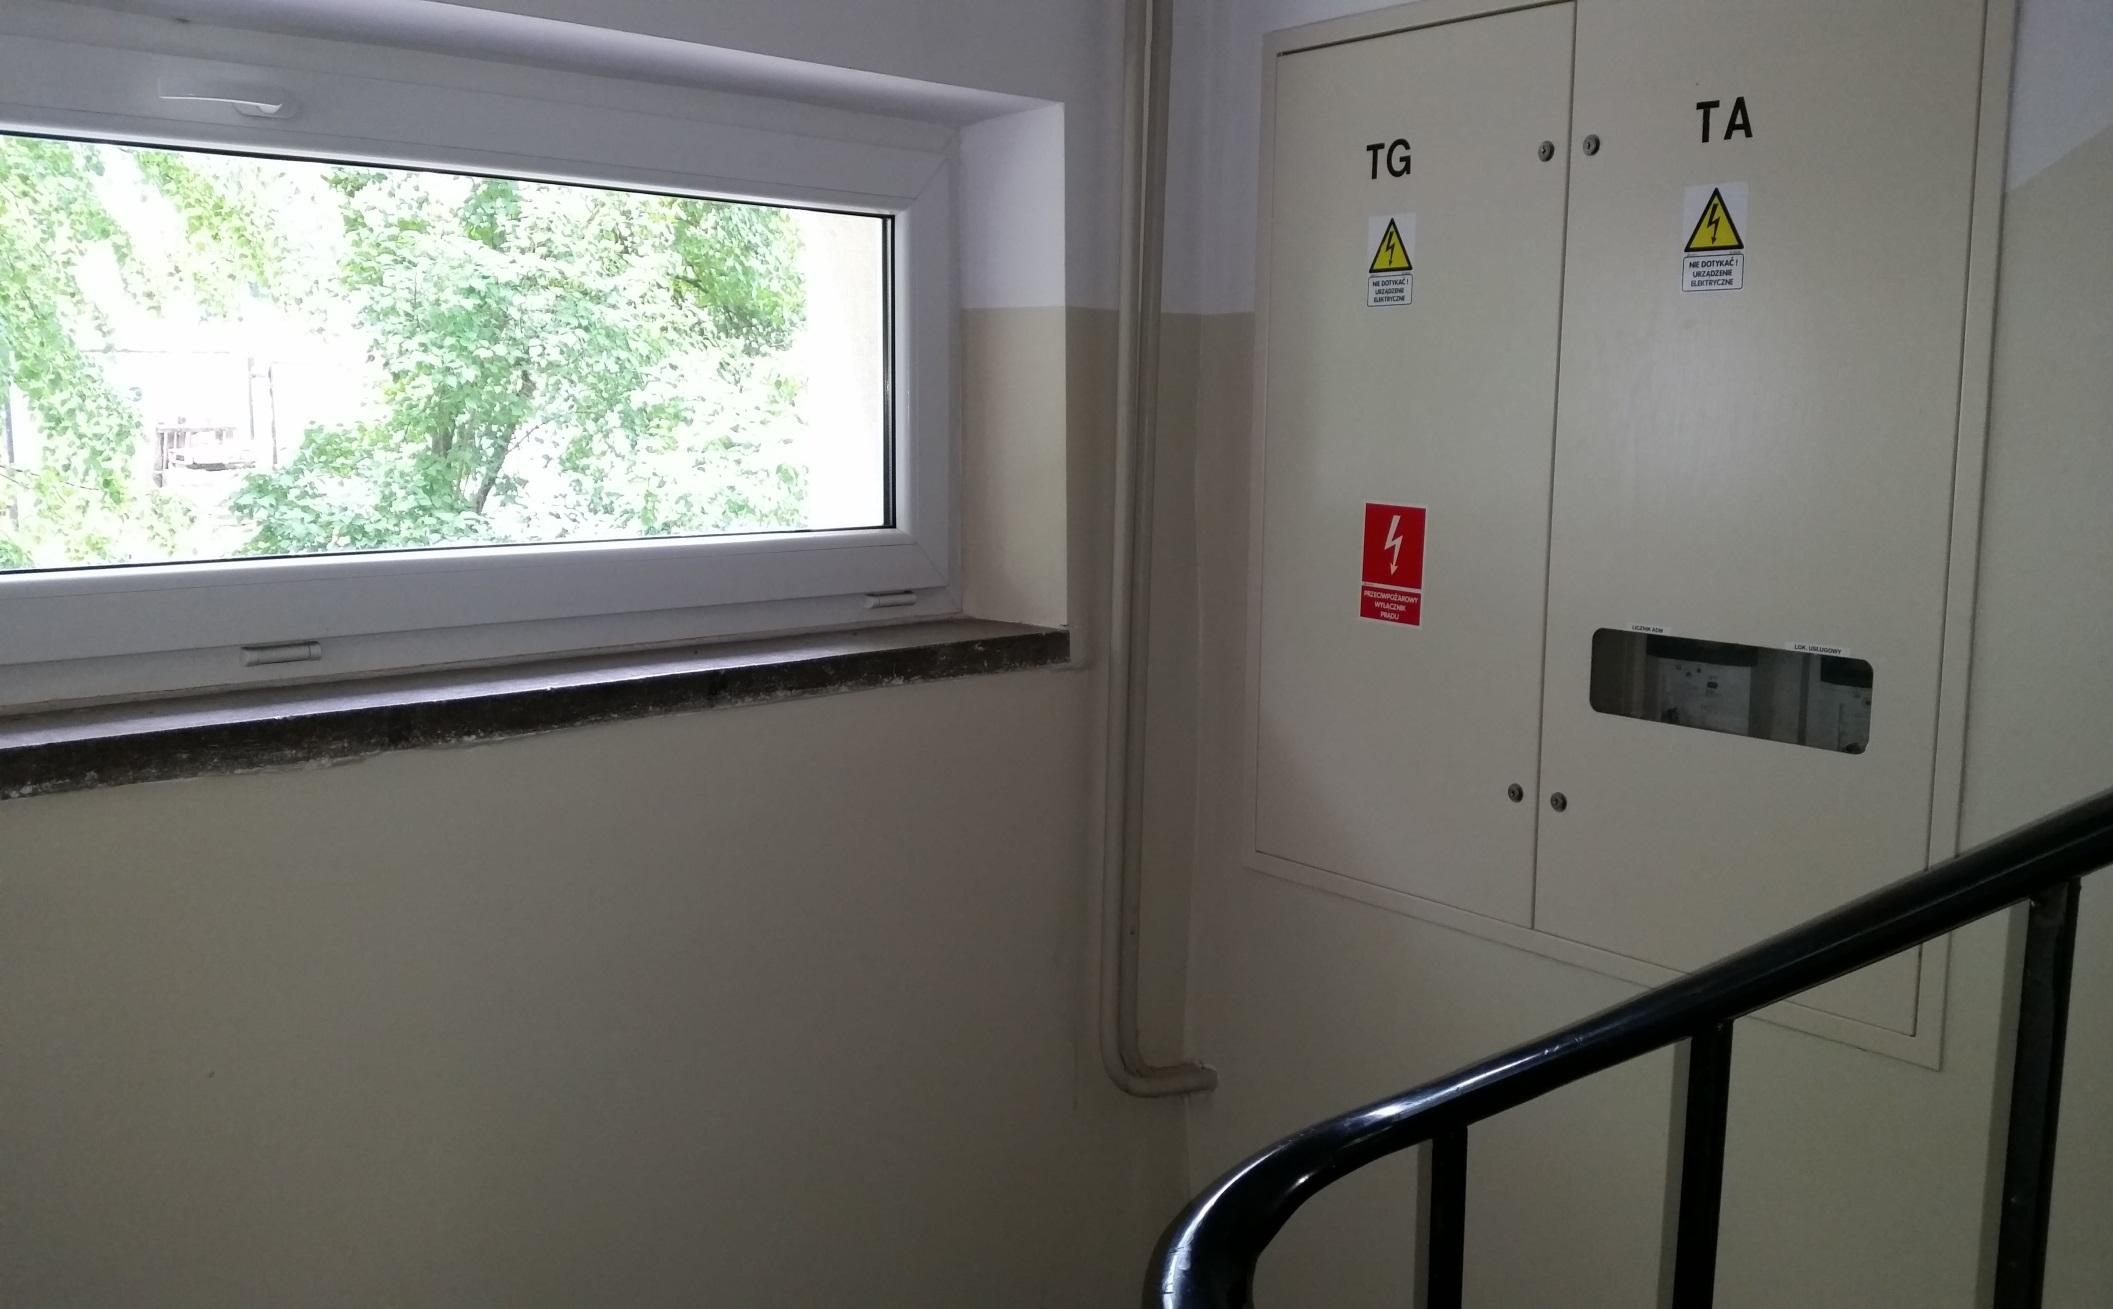 TG
NIE DOTYKAĆ !
URZĄDZENIE
ELEKTRYCZNE
PRZECIWPOŻAROWY
WYŁĄCZNIK
PRĄDU
TA
NIE DOTYKAĆ !
URZĄDZENIE
ELEKTRYCZNE
LICZNIK ADM
LOK. USŁUGOWY